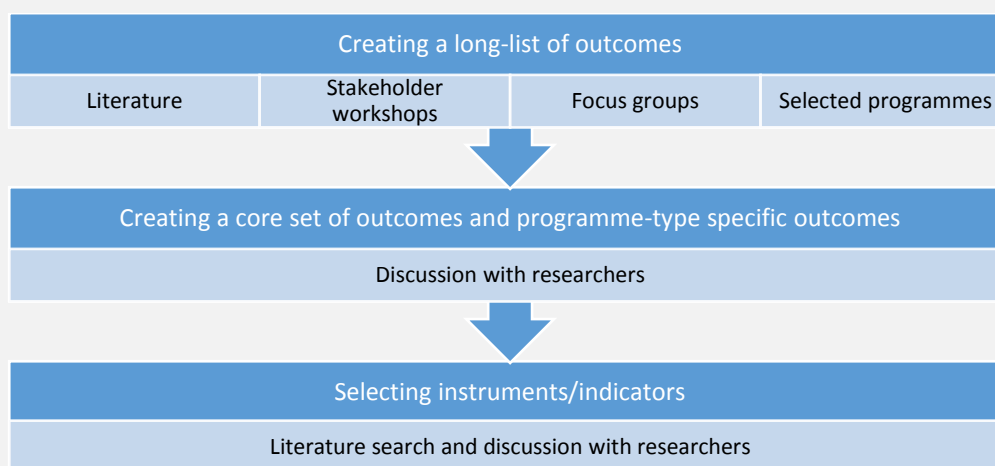 Creating a long-list of outcomes
Literature
Stakeholder
workshops
Focus groups
Selected programmes
Creating a core set of outcomes and programme-type specific outcomes
Discussion with researchers
Selecting instruments/indicators
Literature search and discussion with researchers